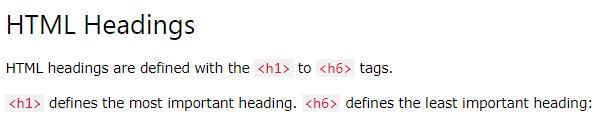 HTML Headings
HTML headings are defined with the <h1> to <h6> tags.
<h1> defines the most important heading. <h6> defines the least important heading: